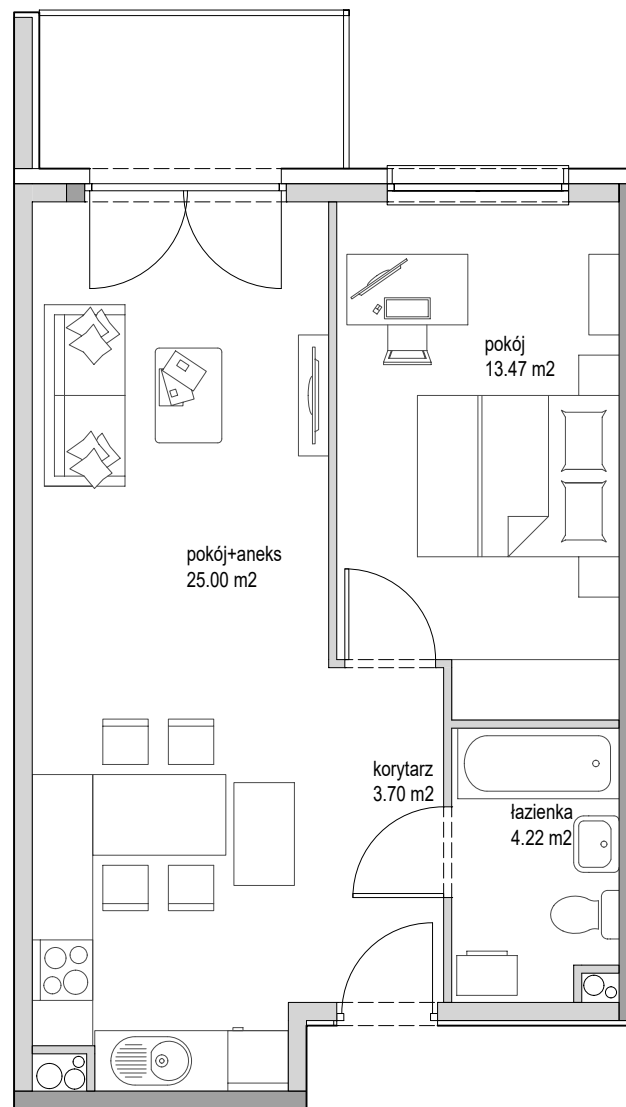 pokój
13.47 m2
pokój+aneks
25.00 m2
korytarz
3.70 m2
łazienka
4.22 m2